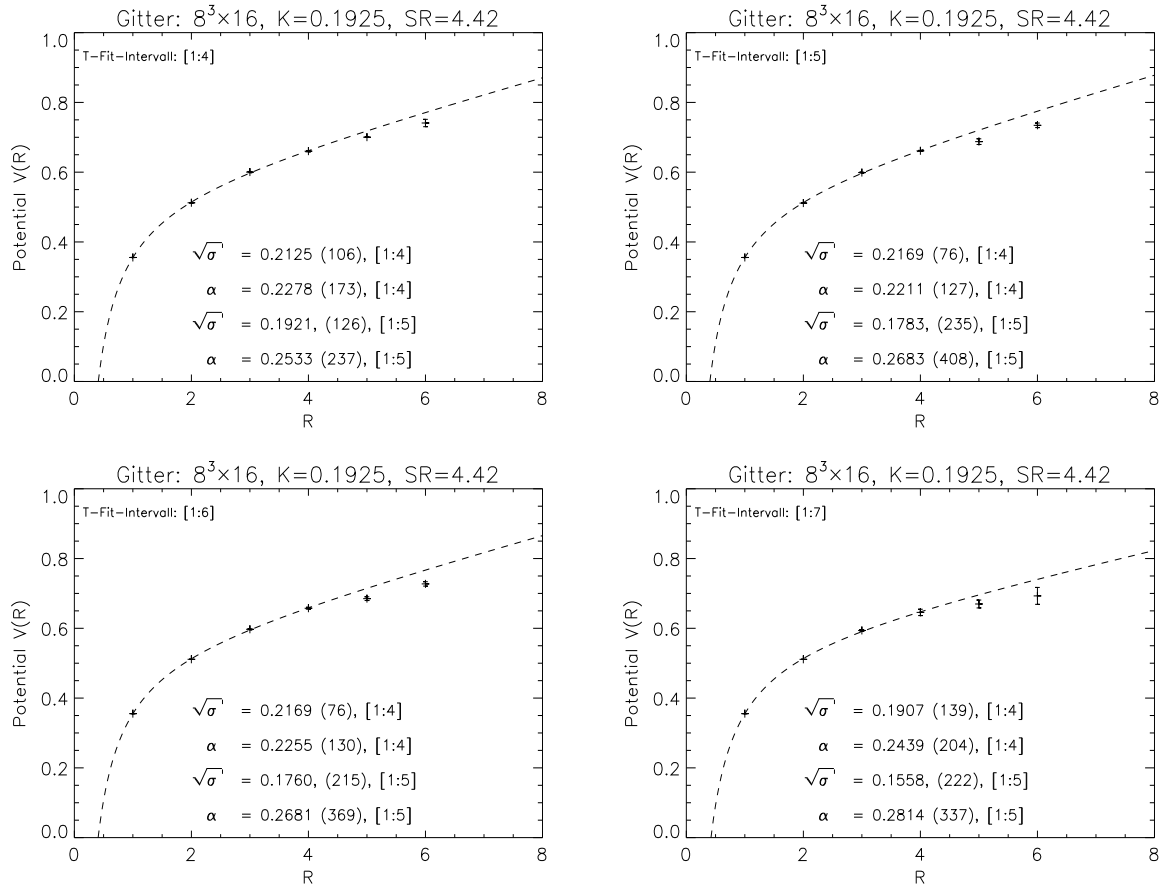 Gitter: 8³×16, K=0.1925, SR=4.42
T-Fit-Intervall: [1:4]
Potential V(R)
1.0
0.8
0.6
0.4
0.2
0.0
√σ = 0.2125 (106), [1:4]
α = 0.2278 (173), [1:4]
√σ = 0.1921, (126), [1:5]
α = 0.2533 (237), [1:5]
0 2 4 6 8
R
Gitter: 8³×16, K=0.1925, SR=4.42
T-Fit-Intervall: [1:5]
Potential V(R)
1.0
0.8
0.6
0.4
0.2
0.0
√σ = 0.2169 (76), [1:4]
α = 0.2211 (127), [1:4]
√σ = 0.1783, (235), [1:5]
α = 0.2683 (408), [1:5]
0 2 4 6 8
R
Gitter: 8³×16, K=0.1925, SR=4.42
T-Fit-Intervall: [1:6]
Potential V(R)
1.0
0.8
0.6
0.4
0.2
0.0
√σ = 0.2169 (76), [1:4]
α = 0.2255 (130), [1:4]
√σ = 0.1760, (215), [1:5]
α = 0.2681 (369), [1:5]
0 2 4 6 8
R
Gitter: 8³×16, K=0.1925, SR=4.42
T-Fit-Intervall: [1:7]
Potential V(R)
1.0
0.8
0.6
0.4
0.2
0.0
√σ = 0.1907 (139), [1:4]
α = 0.2439 (204), [1:4]
√σ = 0.1558, (222), [1:5]
α = 0.2814 (337), [1:5]
0 2 4 6 8
R